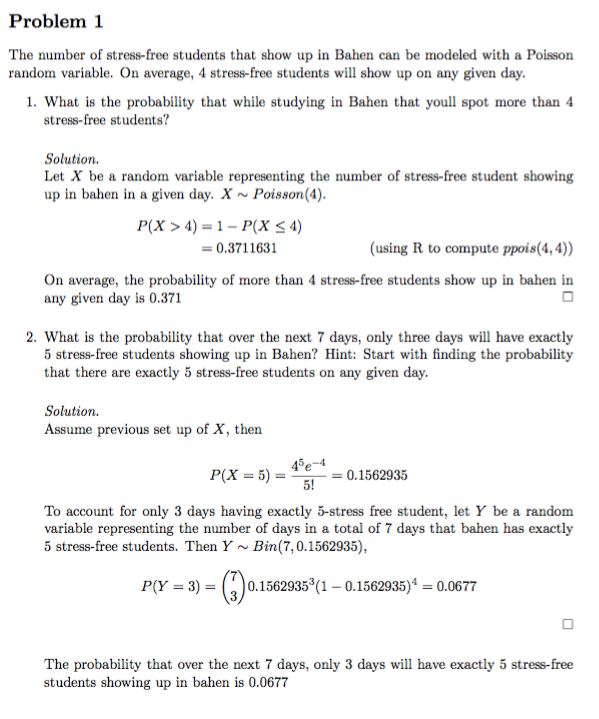 Problem 1
The number of stress-free students that show up in Bahen can be modeled with a Poisson
random variable. On average, 4 stress-free students will show up on any given day.
1. What is the probability that while studying in Bahen that youll spot more than 4
stress-free students?
Solution.
Let X be a random variable representing the number of stress-free student showing
up in bahen in a given day. X ∼ Poisson(4).
P(X > 4) = 1 − P(X ≤ 4)
= 0.3711631 (using R to compute ppois(4, 4))
On average, the probability of more than 4 stress-free students show up in bahen in
any given day is 0.371 □
2. What is the probability that over the next 7 days, only three days will have exactly
5 stress-free students showing up in Bahen? Hint: Start with finding the probability
that there are exactly 5 stress-free students on any given day.
Solution.
Assume previous set up of X, then
P(X = 5) = 4⁵e⁻⁴ / 5! = 0.1562935
To account for only 3 days having exactly 5-stress free student, let Y be a random
variable representing the number of days in a total of 7 days that bahen has exactly
5 stress-free students. Then Y ∼ Bin(7, 0.1562935),
P(Y = 3) = (7 3) 0.1562935³(1 − 0.1562935)⁴ = 0.0677
□
The probability that over the next 7 days, only 3 days will have exactly 5 stress-free
students showing up in bahen is 0.0677